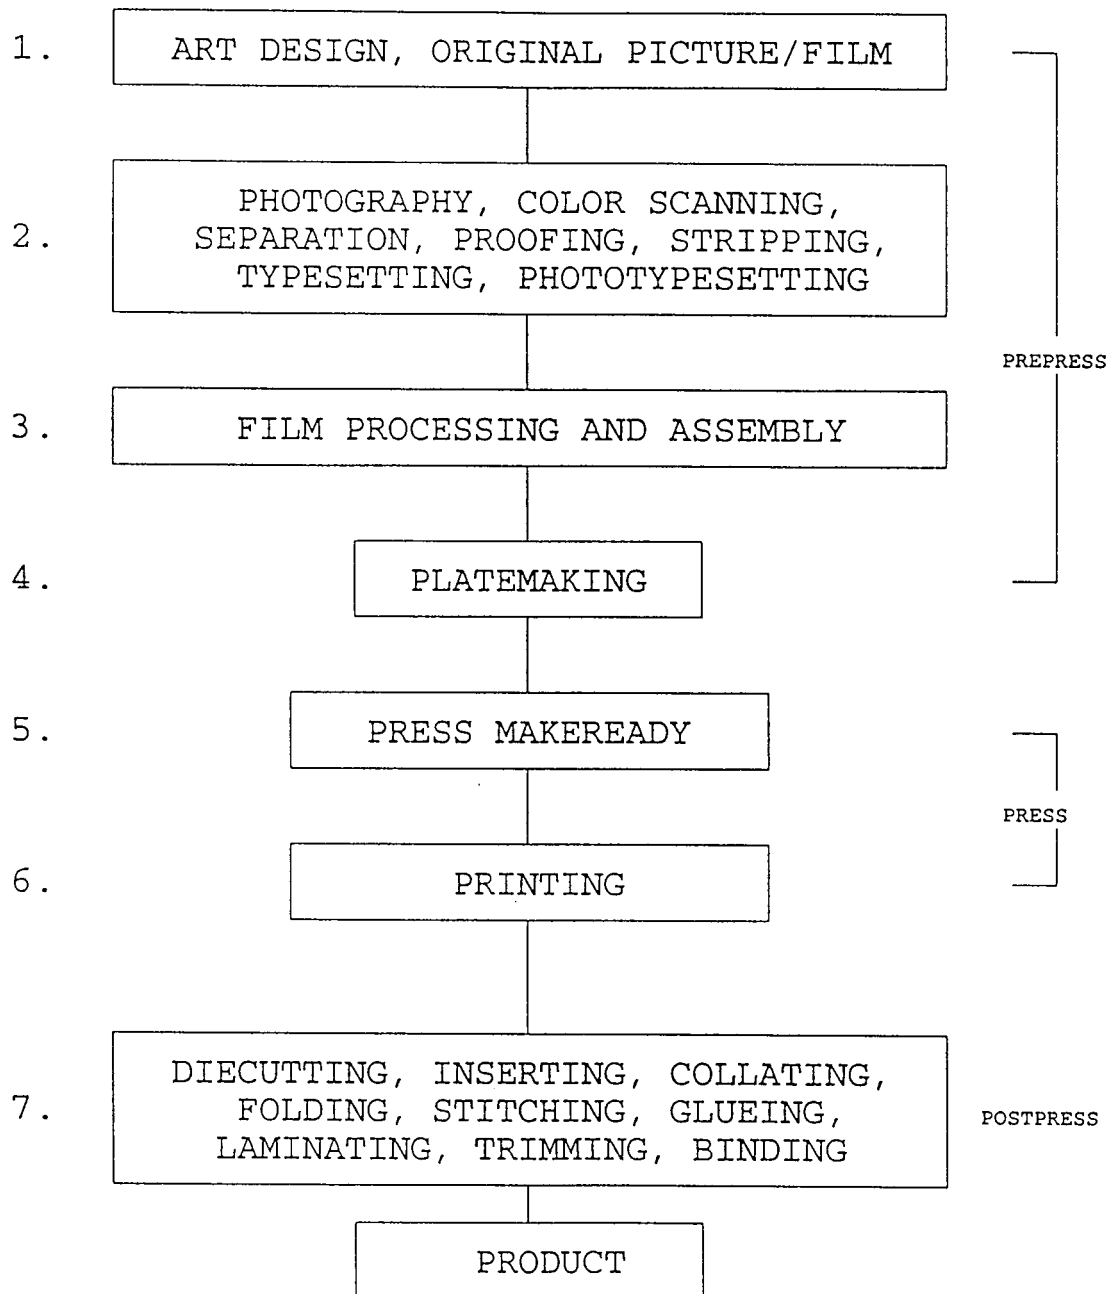 1. ART DESIGN, ORIGINAL PICTURE/FILM
PHOTOGRAPHY, COLOR SCANNING,
2. SEPARATION, PROOFING, STRIPPING,
TYPESETTING, PHOTOTYPESETTING
PREPRESS
3. FILM PROCESSING AND ASSEMBLY
4. PLATEMAKING
5. PRESS MAKEREADY
PRESS
6. PRINTING
DIECUTTING, INSERTING, COLLATING,
7. FOLDING, STITCHING, GLUEING, POSTPRESS
LAMINATING, TRIMMING, BINDING
PRODUCT